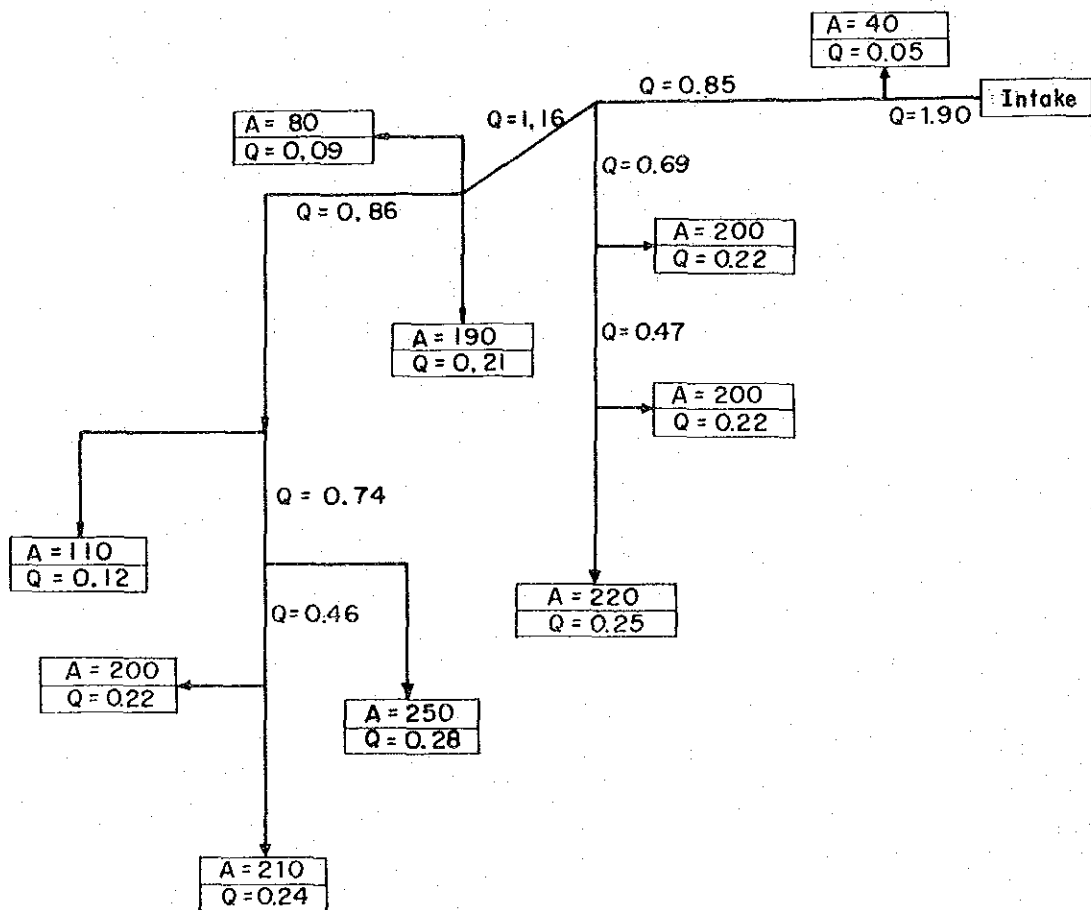 A = 40
Q = 0.05
Intake
Q = 0.85
Q=1.90
Q=1,16
A = 80
Q = 0,09
Q = 0.69
Q = 0, 86
A = 200
Q = 0.22
A = 190
Q = 0, 21
Q = 0.47
A = 200
Q = 0.22
Q = 0.74
A = 110
Q = 0.12
A = 220
Q = 0.25
Q=0.46
A = 200
Q = 0.22
A = 250
Q = 0.28
A = 210
Q = 0.24